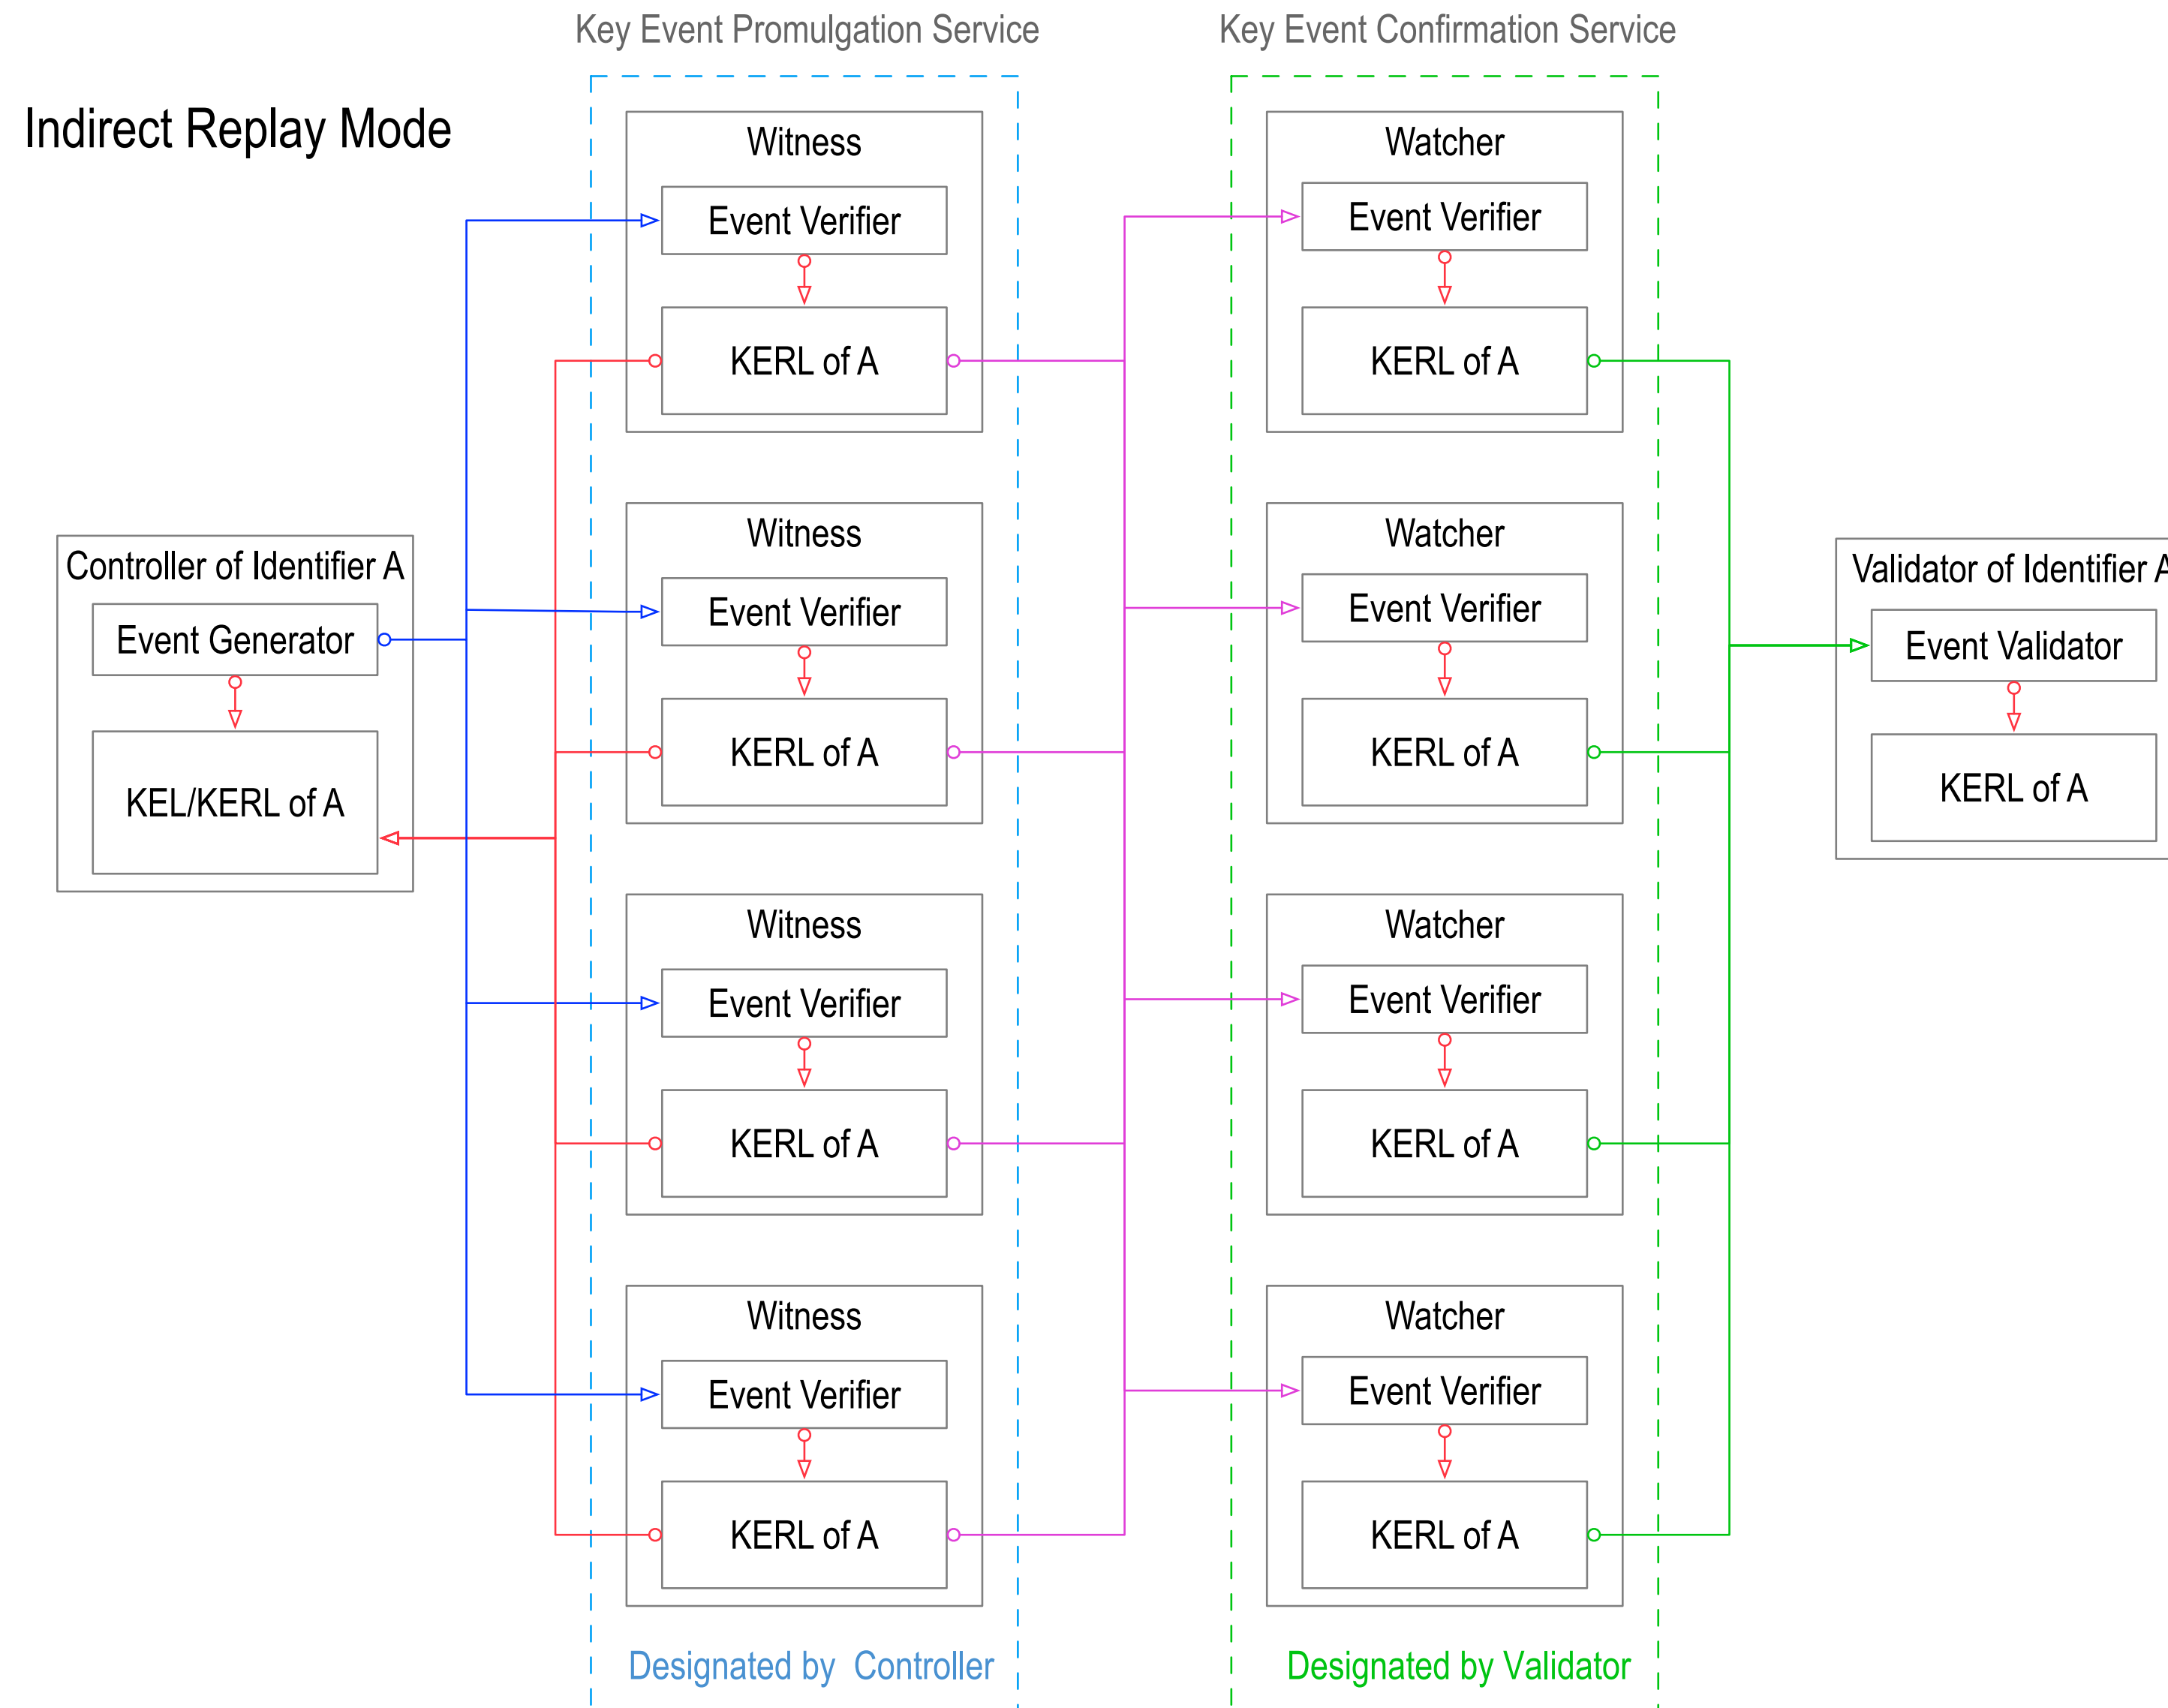 Key Event Promulgation Service
Key Event Confirmation Service
Indirect Replay Mode
Witness
Event Verifier
KERL of A
Watcher
Event Verifier
KERL of A
Controller of Identifier A
Event Generator
KEL/KERL of A
Witness
Event Verifier
KERL of A
Watcher
Event Verifier
KERL of A
Validator of Identifier A
Event Validator
KERL of A
Witness
Event Verifier
KERL of A
Watcher
Event Verifier
KERL of A
Witness
Event Verifier
KERL of A
Watcher
Event Verifier
KERL of A
Designated by Controller
Designated by Validator